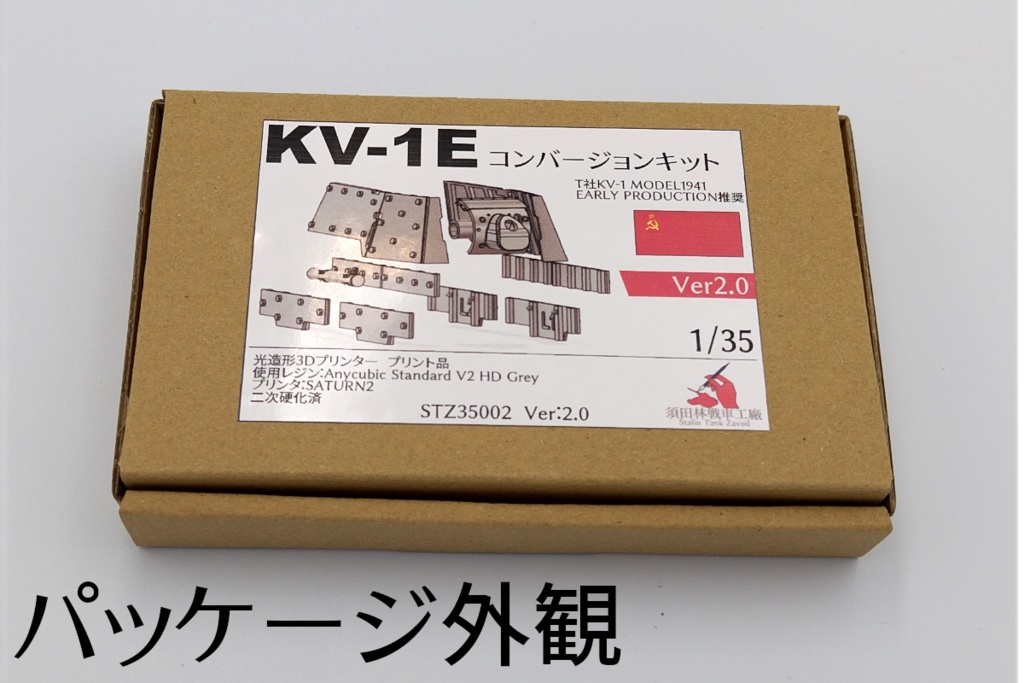 KV-1E コンバージョンキット
T社KV-1 MODEL1941
EARLY PRODUCTION推奨
Ver2.0
1/35
光造形3Dプリンター プリント品
使用レジン:Anycubic Standard V2 HD Grey
プリンタ:SATURN2
二次硬化済
STZ35002 Ver:2.0
須田林戦車工廠
Stalin Tank Zavod
パッケージ外観